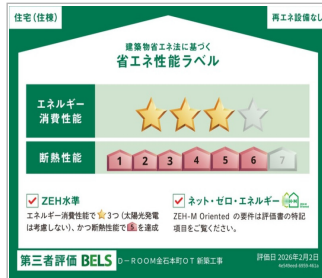 住宅(住棟)
再エネ設備なし
建築物省エネ法に基づく
省エネ性能ラベル
エネルギー
消費性能
断熱性能
1 2 3 4 5 6 7
ZEH水準
エネルギー消費性能で★3つ(太陽光発電
は考慮しない)、かつ断熱性能で5を達成
ネット・ゼロ・エネルギー
ZEH-M Oriented の要件は評価書の特記
項目をご覧ください。
第三者評価 BELS
D-ROOM金石本町OT 新築工事
評価日 2026年2月2日